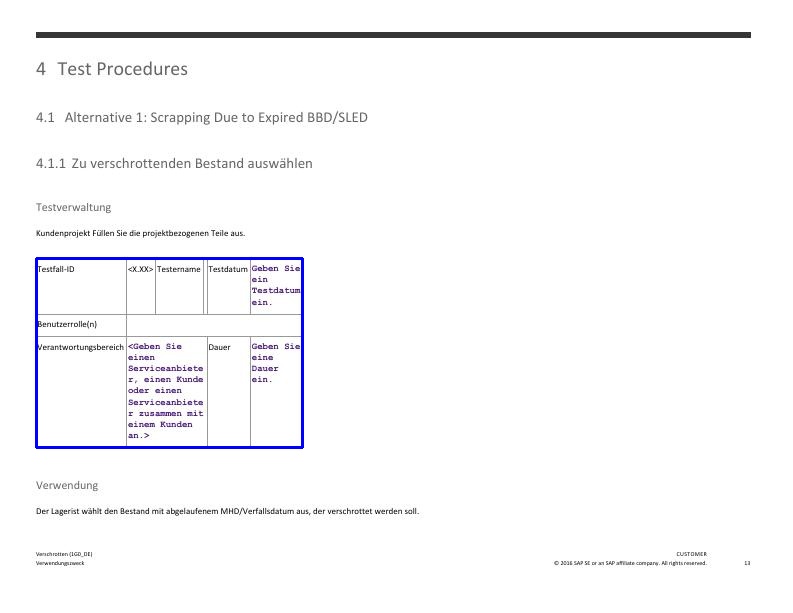 4 Test Procedures
4.1 Alternative 1: Scrapping Due to Expired BBD/SLED
4.1.1 Zu verschrottenden Bestand auswählen
Testverwaltung
Kundenprojekt Füllen Sie die projektbezogenen Teile aus.
Testfall-ID
<X.XX>
Testername
Testdatum
Geben Sie
ein
Testdatum
ein.
Benutzerrolle(n)
Verantwortungsbereich
<Geben Sie
einen
Serviceanbiete
r, einen Kunde
oder einen
Serviceanbiete
r zusammen mit
einem Kunden
an.>
Dauer
Geben Sie
eine
Dauer
ein.
Verwendung
Der Lagerist wählt den Bestand mit abgelaufenem MHD/Verfallsdatum aus, der verschrottet werden soll.
Verschrotten (1G0_DE)
Verwendungszweck
CUSTOMER
© 2016 SAP SE or an SAP affiliate company. All rights reserved.
13